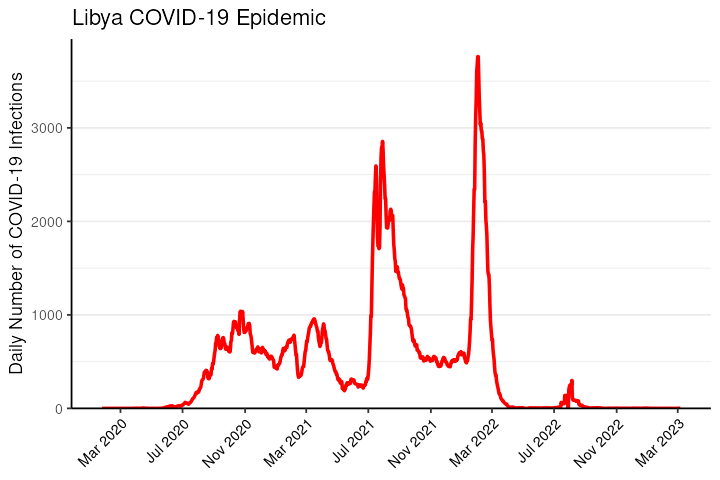 Libya COVID-19 Epidemic
Daily Number of COVID-19 Infections
3000
2000
1000
0
Mar 2020
Jul 2020
Nov 2020
Mar 2021
Jul 2021
Nov 2021
Mar 2022
Jul 2022
Nov 2022
Mar 2023